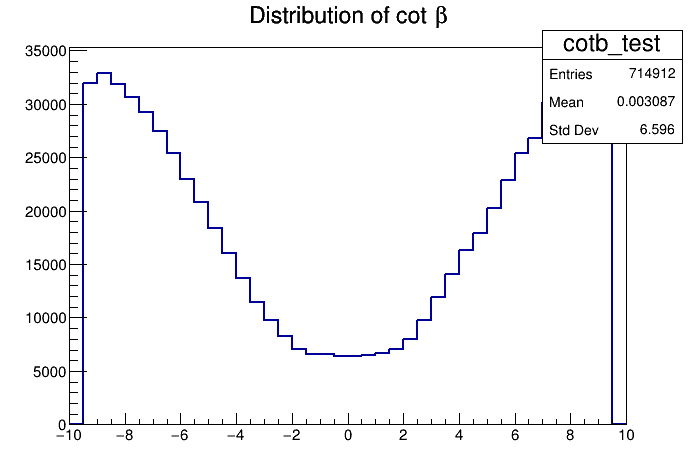 Distribution of cot β
cotb_test
Entries 714912
Mean 0.003087
Std Dev 6.596
35000
30000
25000
20000
15000
10000
5000
0
−10 −8 −6 −4 −2 0 2 4 6 8 10